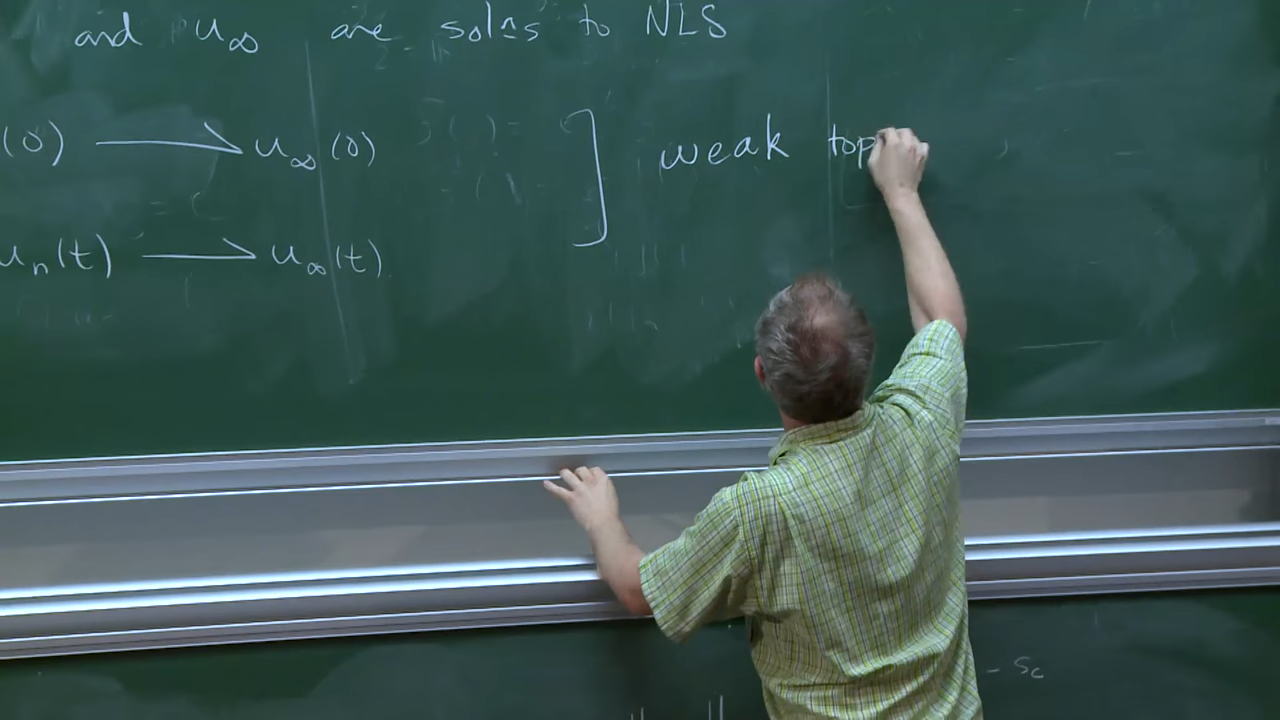 and u∞ are solns to NLS
(0) ⇀ u∞(0) ] weak top
un(t) ⇀ u∞(t)
- sc